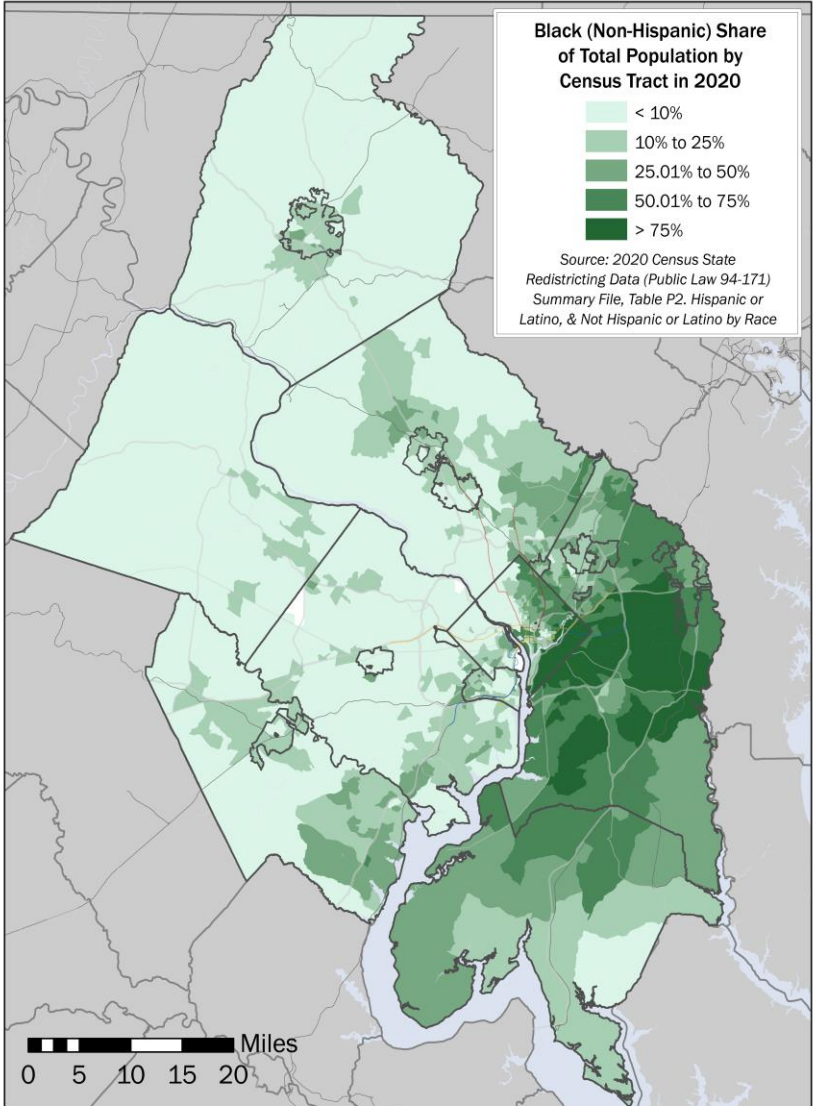 Black (Non-Hispanic) Share
of Total Population by
Census Tract in 2020
< 10%
10% to 25%
25.01% to 50%
50.01% to 75%
> 75%
Source: 2020 Census State
Redistricting Data (Public Law 94-171)
Summary File, Table P2. Hispanic or
Latino, & Not Hispanic or Latino by Race
Miles
0 5 10 15 20